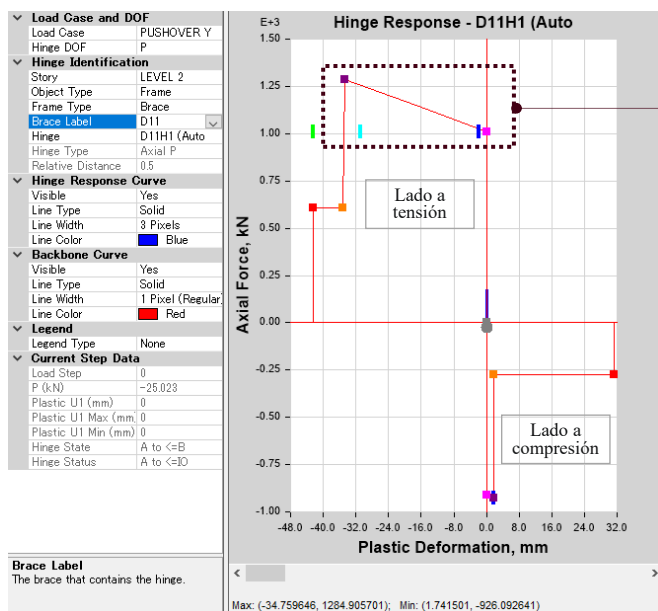 Load Case and DOF
Load Case PUSHOVER Y
Hinge DOF P
Hinge Identification
Story LEVEL 2
Object Type Frame
Frame Type Brace
Brace Label D11
Hinge D11H1 (Auto
Hinge Type Axial P
Relative Distance 0.5
Hinge Response Curve
Visible Yes
Line Type Solid
Line Width 3 Pixels
Line Color Blue
Backbone Curve
Visible Yes
Line Type Solid
Line Width 1 Pixel (Regular)
Line Color Red
Legend
Legend Type None
Current Step Data
Load Step 0
P (kN) -25.023
Plastic U1 (mm) 0
Plastic U1 Max (mm) 0
Plastic U1 Min (mm) 0
Hinge State A to <=B
Hinge Status A to <=IO
Brace Label
The brace that contains the hinge.
Hinge Response - D11H1 (Auto
E+3
1.50
1.25
1.00
0.75
0.50
0.25
0.00
-0.25
-0.50
-0.75
-1.00
Axial Force, kN
Lado a
tensión
Lado a
compresión
-48.0 -40.0 -32.0 -24.0 -16.0 -8.0 0.0 8.0 16.0 24.0 32.0
Plastic Deformation, mm
Max: (-34.759646, 1284.905701); Min: (1.741501, -926.092641)